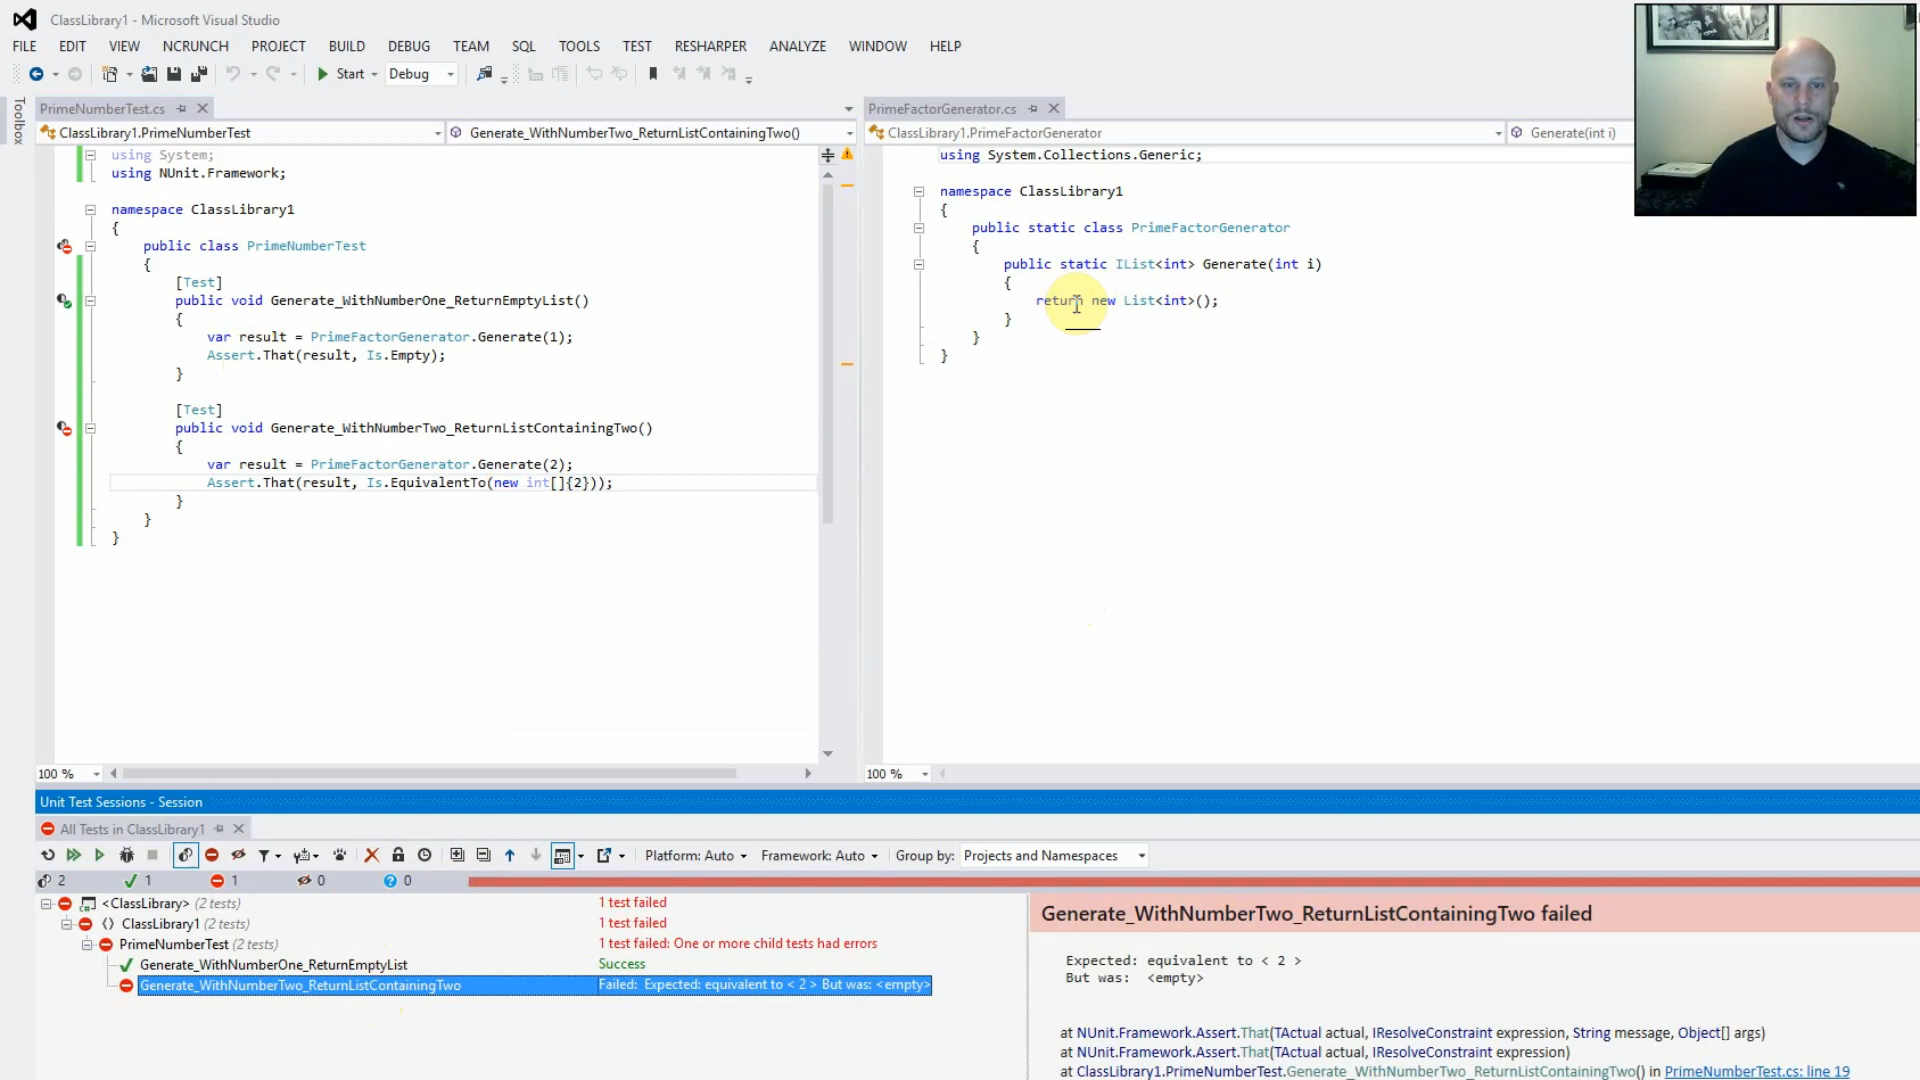 ClassLibrary1 - Microsoft Visual Studio
FILE EDIT VIEW NCRUNCH PROJECT BUILD DEBUG TEAM SQL TOOLS TEST RESHARPER ANALYZE WINDOW HELP
Start Debug
Toolbox
PrimeNumberTest.cs
ClassLibrary1.PrimeNumberTest Generate_WithNumberTwo_ReturnListContainingTwo()
using System;
using NUnit.Framework;
namespace ClassLibrary1
{
public class PrimeNumberTest
{
[Test]
public void Generate_WithNumberOne_ReturnEmptyList()
{
var result = PrimeFactorGenerator.Generate(1);
Assert.That(result, Is.Empty);
}
[Test]
public void Generate_WithNumberTwo_ReturnListContainingTwo()
{
var result = PrimeFactorGenerator.Generate(2);
Assert.That(result, Is.EquivalentTo(new int[]{2}));
}
}
}
100 %
PrimeFactorGenerator.cs
ClassLibrary1.PrimeFactorGenerator Generate(int i)
using System.Collections.Generic;
namespace ClassLibrary1
{
public static class PrimeFactorGenerator
{
public static IList<int> Generate(int i)
{
return new List<int>();
}
}
}
100 %
Unit Test Sessions - Session
All Tests in ClassLibrary1
Platform: Auto Framework: Auto Group by: Projects and Namespaces
2 1 1 0 0
<ClassLibrary> (2 tests) 1 test failed
ClassLibrary1 (2 tests) 1 test failed
PrimeNumberTest (2 tests) 1 test failed: One or more child tests had errors
Generate_WithNumberOne_ReturnEmptyList Success
Generate_WithNumberTwo_ReturnListContainingTwo Failed: Expected: equivalent to < 2 > But was: <empty>
Generate_WithNumberTwo_ReturnListContainingTwo failed
Expected: equivalent to < 2 >
But was: <empty>
at NUnit.Framework.Assert.That(TActual actual, IResolveConstraint expression, String message, Object[] args)
at NUnit.Framework.Assert.That(TActual actual, IResolveConstraint expression)
at ClassLibrary1.PrimeNumberTest.Generate_WithNumberTwo_ReturnListContainingTwo() in PrimeNumberTest.cs: line 19